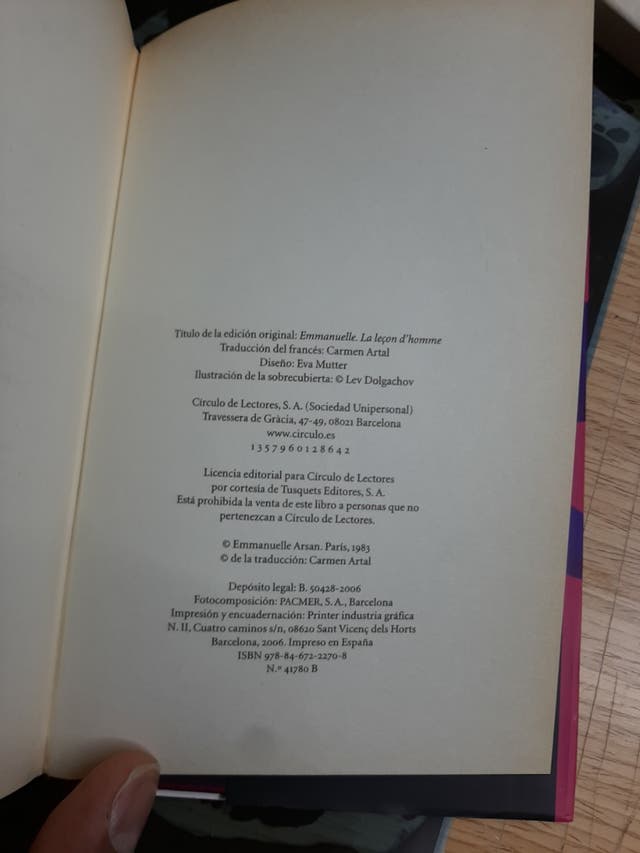 Título de la edición original: Emmanuelle. La leçon d'homme
Traducción del francés: Carmen Artal
Diseño: Eva Mutter
Ilustración de la sobrecubierta: © Lev Dolgachov
Círculo de Lectores, S. A. (Sociedad Unipersonal)
Travessera de Gràcia, 47-49, 08021 Barcelona
www.circulo.es
1 3 5 7 9 6 0 1 2 8 6 4 2
Licencia editorial para Círculo de Lectores
por cortesía de Tusquets Editores, S. A.
Está prohibida la venta de este libro a personas que no
pertenezcan a Círculo de Lectores.
© Emmanuelle Arsan. París, 1983
© de la traducción: Carmen Artal
Depósito legal: B. 50428-2006
Fotocomposición: PACMER, S. A., Barcelona
Impresión y encuadernación: Printer industria gráfica
N. II, Cuatro caminos s/n, 08620 Sant Vicenç dels Horts
Barcelona, 2006. Impreso en España
ISBN 978-84-672-2270-8
N.º 41780 B